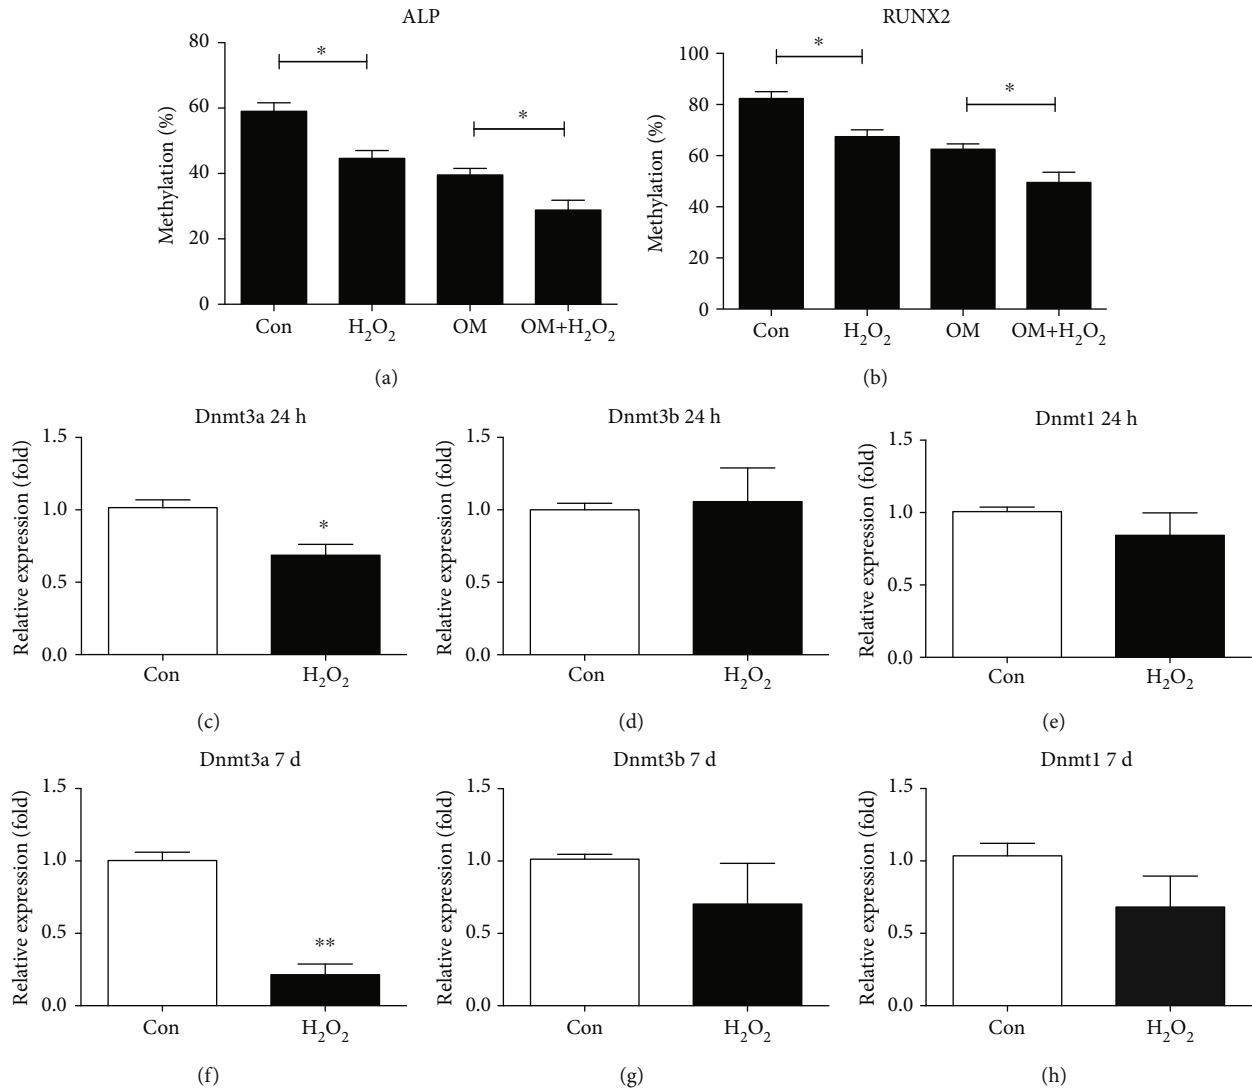 ALP
Methylation (%)
80
60
40
20
0
*
*
Con H₂O₂ OM OM+H₂O₂
(a)
RUNX2
Methylation (%)
100
80
60
40
20
0
*
*
Con H₂O₂ OM OM+H₂O₂
(b)
Dnmt3a 24 h
Relative expression (fold)
1.5
1.0
0.5
0.0
*
Con H₂O₂
(c)
Dnmt3b 24 h
Relative expression (fold)
1.5
1.0
0.5
0.0
Con H₂O₂
(d)
Dnmt1 24 h
Relative expression (fold)
1.5
1.0
0.5
0.0
Con H₂O₂
(e)
Dnmt3a 7 d
Relative expression (fold)
1.5
1.0
0.5
0.0
**
Con H₂O₂
(f)
Dnmt3b 7 d
Relative expression (fold)
1.5
1.0
0.5
0.0
Con H₂O₂
(g)
Dnmt1 7 d
Relative expression (fold)
1.5
1.0
0.5
0.0
Con H₂O₂
(h)